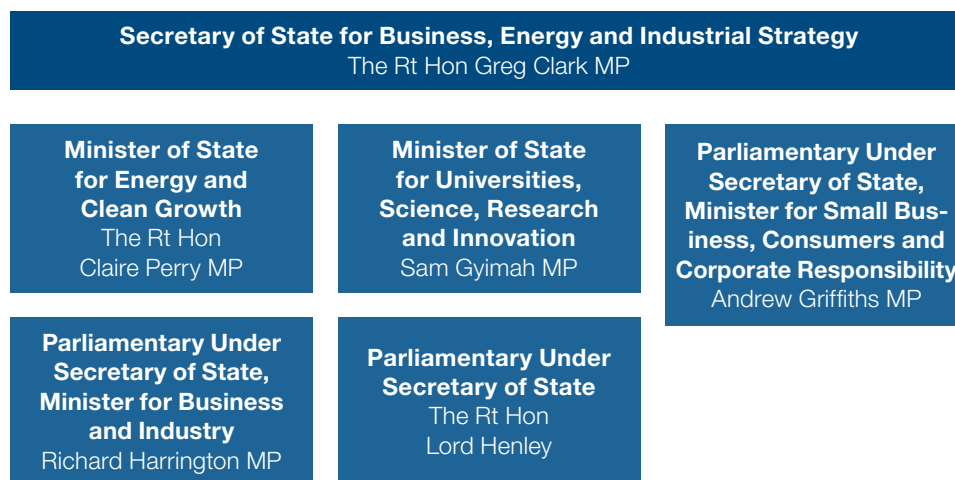 Secretary of State for Business, Energy and Industrial Strategy
The Rt Hon Greg Clark MP
Minister of State
for Energy and
Clean Growth
The Rt Hon
Claire Perry MP
Minister of State
for Universities,
Science, Research
and Innovation
Sam Gyimah MP
Parliamentary Under
Secretary of State,
Minister for Small Bus-
iness, Consumers and
Corporate Responsibility
Andrew Griffiths MP
Parliamentary Under
Secretary of State,
Minister for Business
and Industry
Richard Harrington MP
Parliamentary Under
Secretary of State
The Rt Hon
Lord Henley